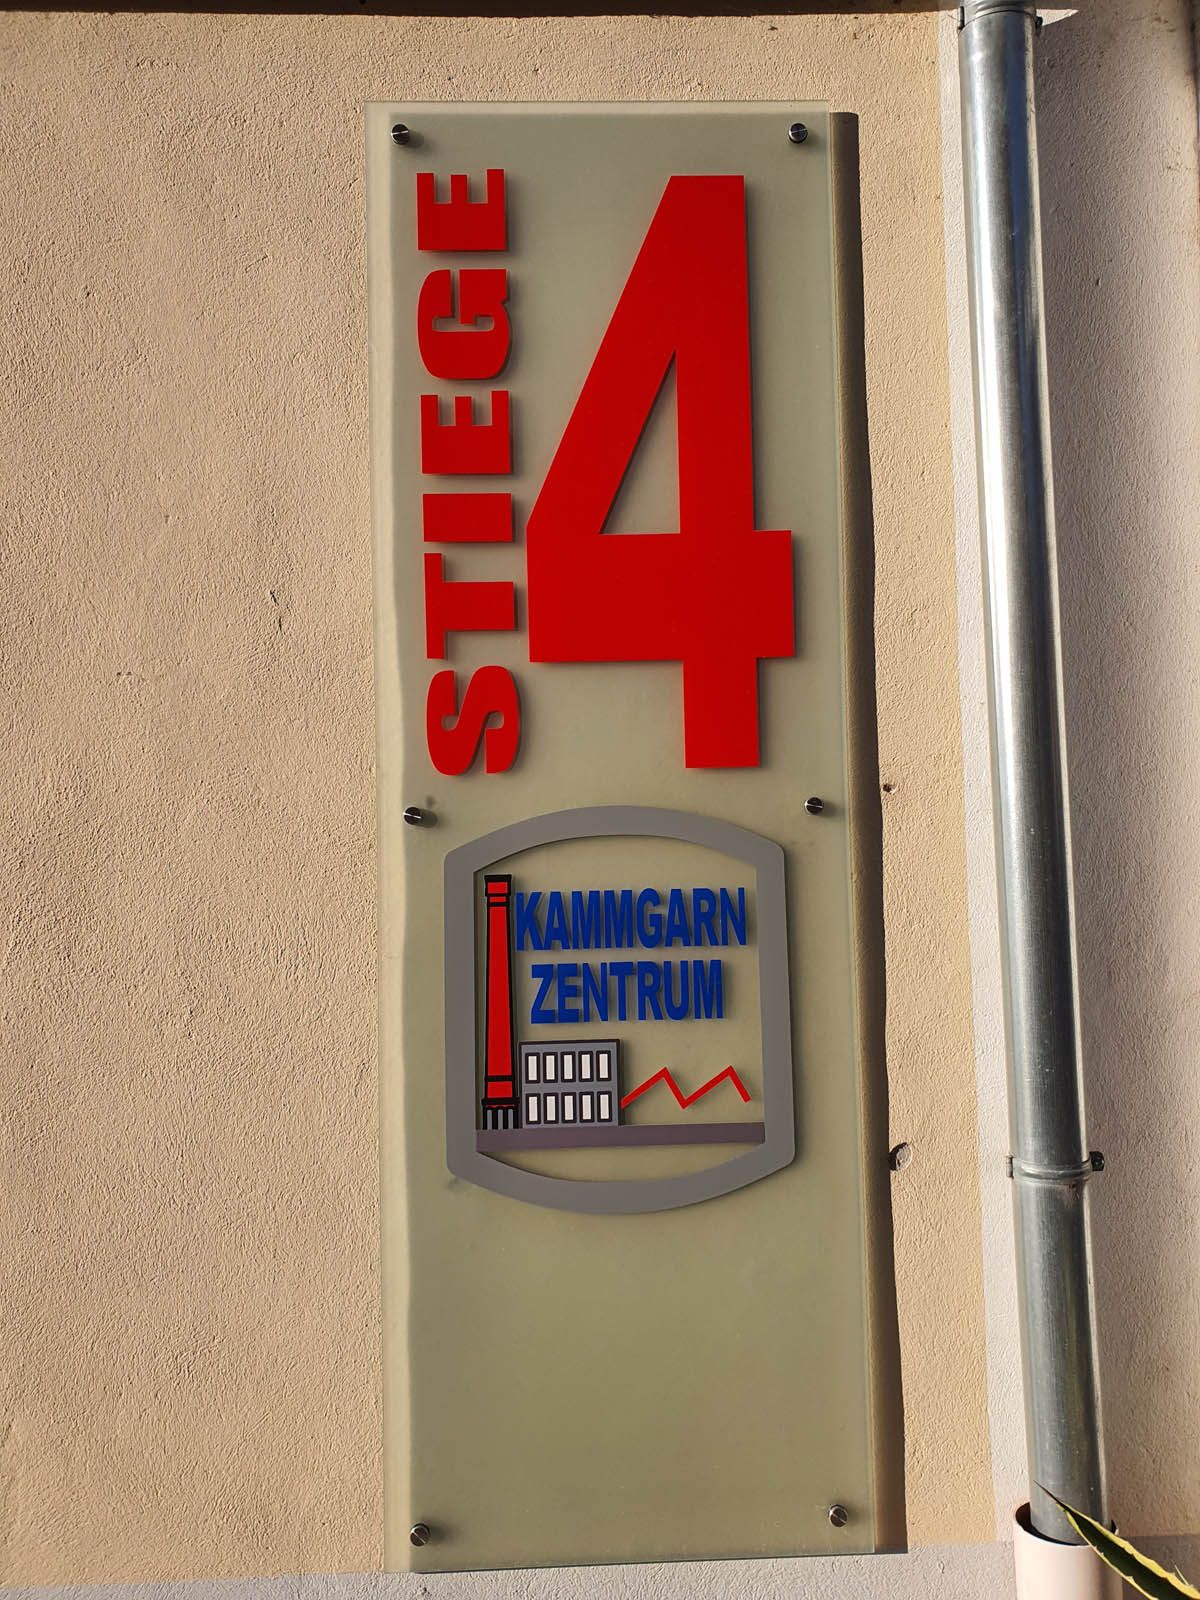 STIEGE
4
KAMMGARN
ZENTRUM